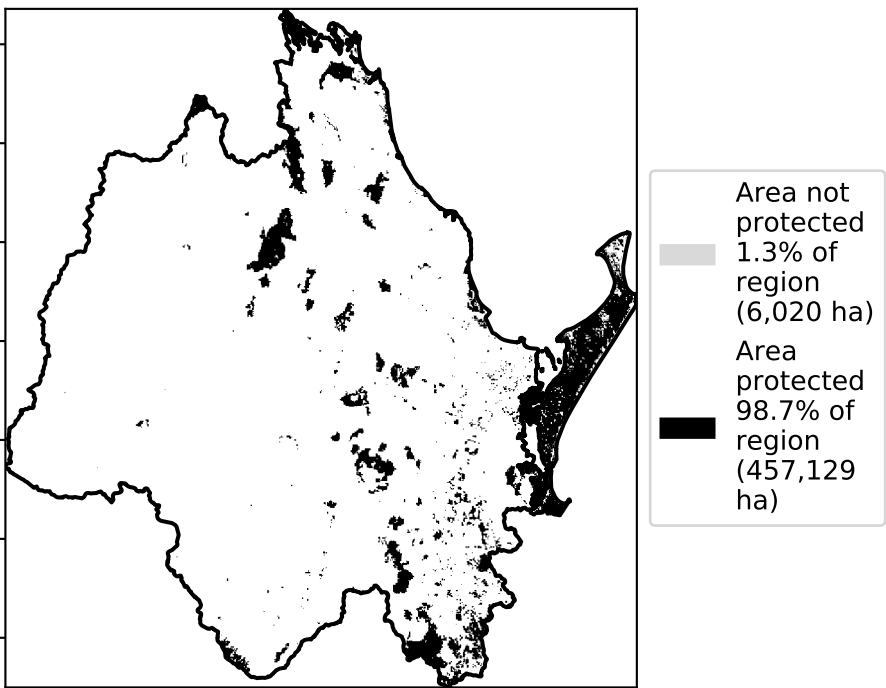 Area not
protected
1.3% of
region
(6,020 ha)
Area
protected
98.7% of
region
(457,129
ha)